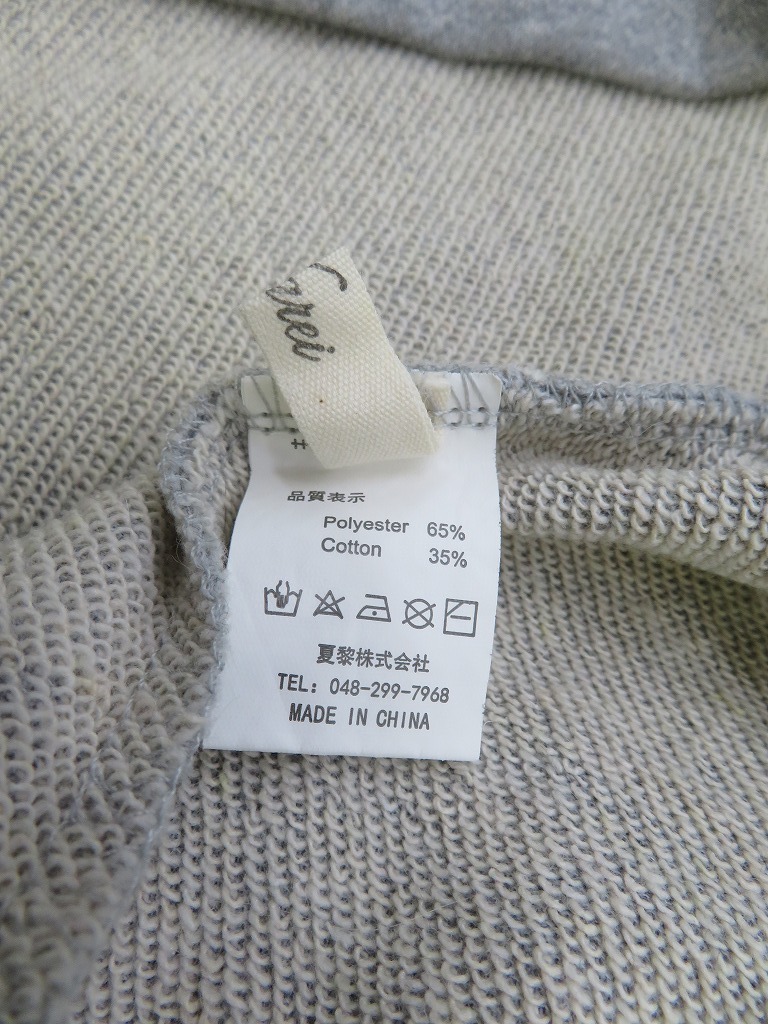 品質表示
Polyester 65%
Cotton 35%
夏黎株式会社
TEL: 048-299-7968
MADE IN CHINA